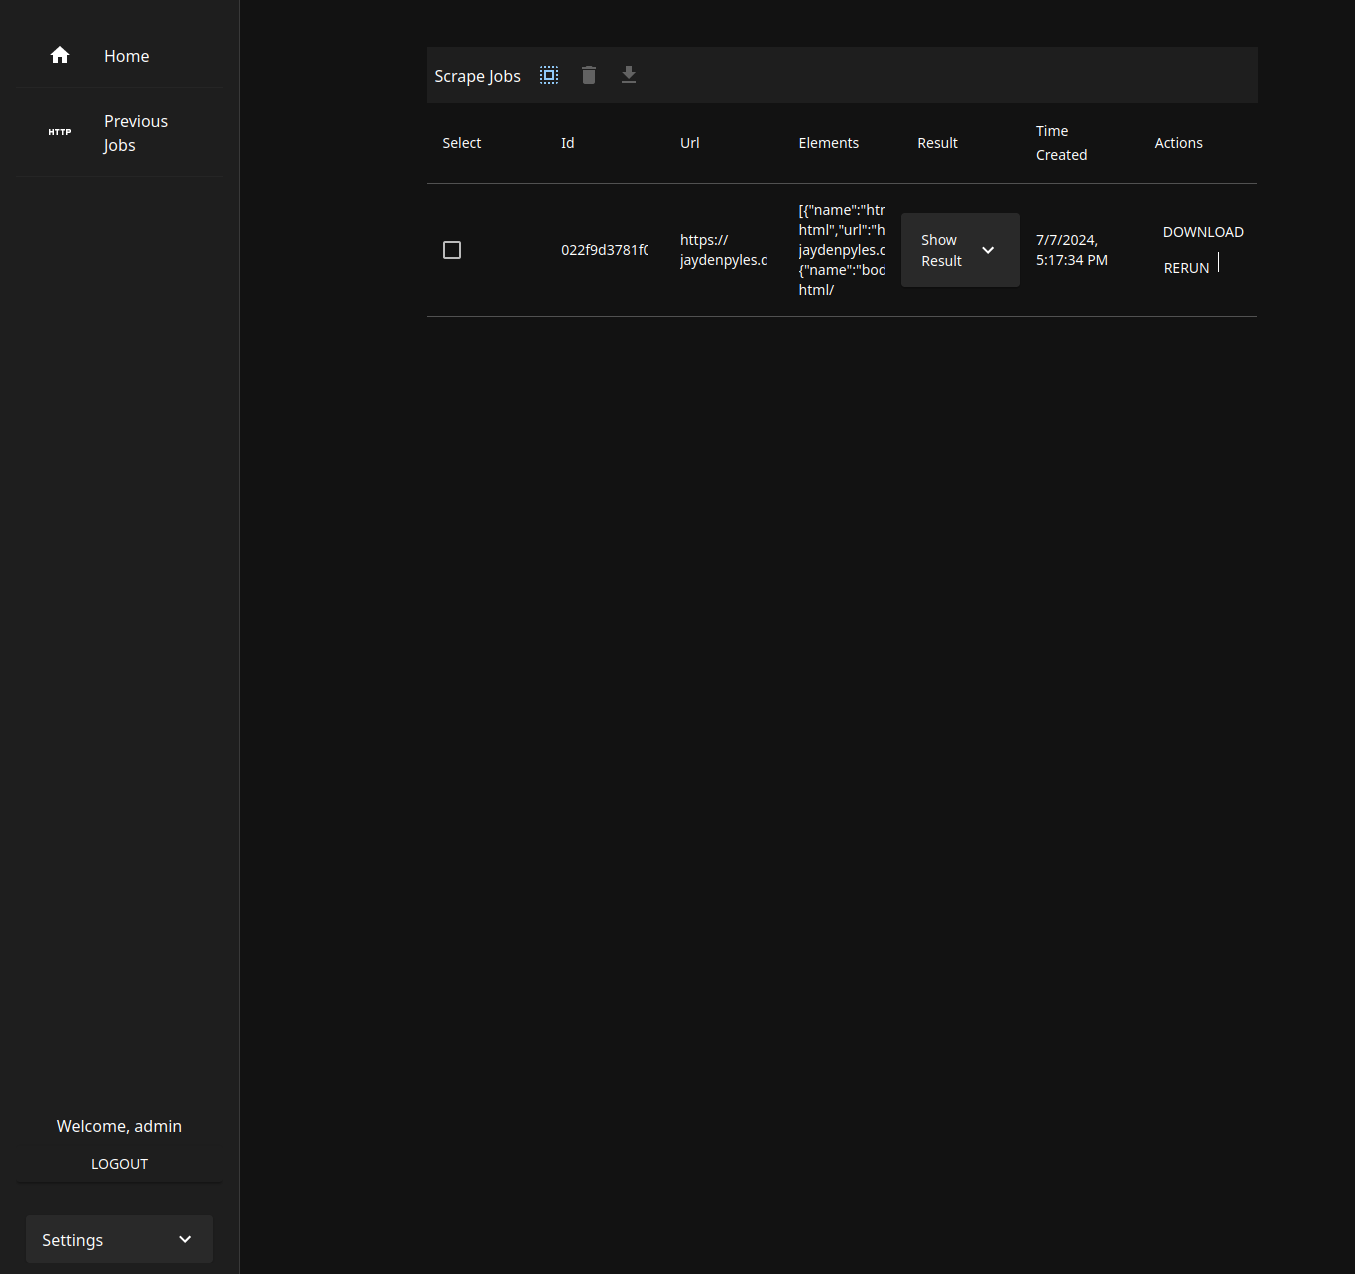 Home
HTTP
Previous
Jobs
Scrape Jobs
Select
Id
Url
Elements
Result
Time
Created
Actions
022f9d3781f
https://
jaydenpyles.
[{"name":"htr
html","url":"h
jaydenpyles.
{"name":"bod
html/
Show
Result
7/7/2024,
5:17:34 PM
DOWNLOAD
RERUN
Welcome, admin
LOGOUT
Settings